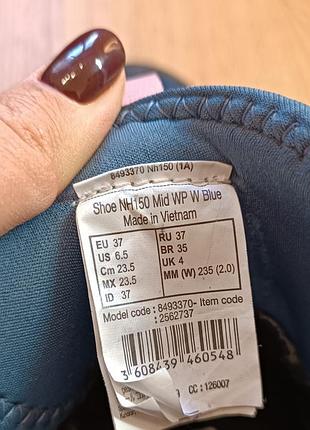 8493370 Nh150 (1A)
Shoe NH150 Mid WP W Blue
Made in Vietnam
EU 37 RU 37
US 6.5 BR 35
Cm 23.5 UK 4
MX 23.5 MM (W) 235 (2.0)
ID 37
Model code : 8493370- Item code : 2562737
3 608439 460548
CC : 126007